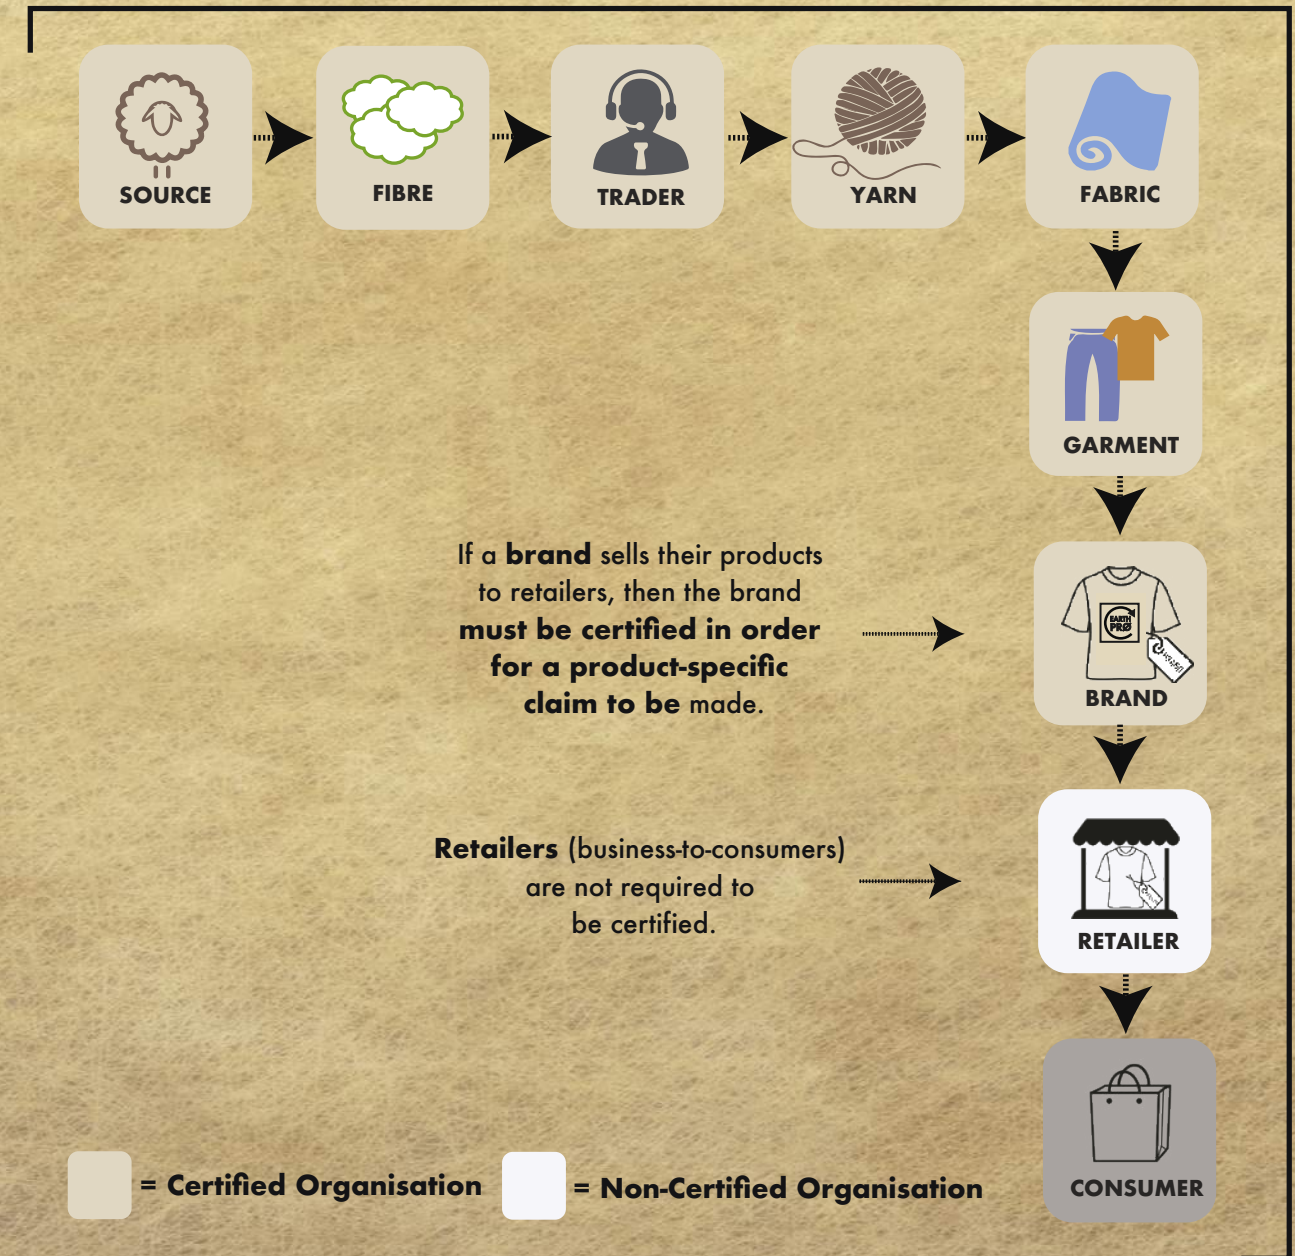 SOURCE
FIBRE
TRADER
YARN
FABRIC
GARMENT
If a brand sells their products
to retailers, then the brand
must be certified in order
for a product-specific
claim to be made.
EARTH
PRO
BRAND
Retailers (business-to-consumers)
are not required to
be certified.
RETAILER
= Certified Organisation
= Non-Certified Organisation
CONSUMER